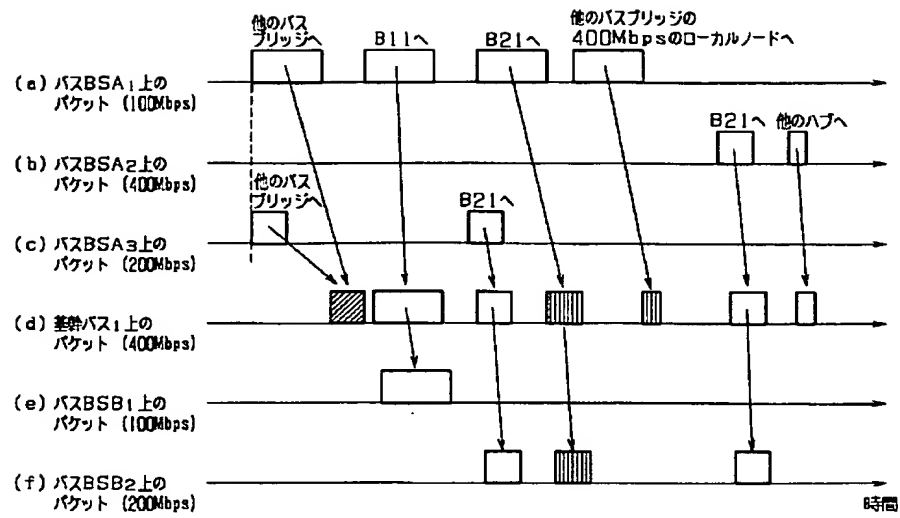 他のバス
ブリッジへ
B11へ
B21へ
他のバスブリッジの
400Mbpsのローカルノードへ
(a) バスBSA1上の
パケット (100Mbps)
B21へ
他のハブへ
(b) バスBSA2上の
パケット (400Mbps)
他のバス
ブリッジへ
B21へ
(c) バスBSA3上の
パケット (200Mbps)
(d) 基幹バス1上の
パケット (400Mbps)
(e) バスBSB1上の
パケット (100Mbps)
(f) バスBSB2上の
パケット (200Mbps)
時間